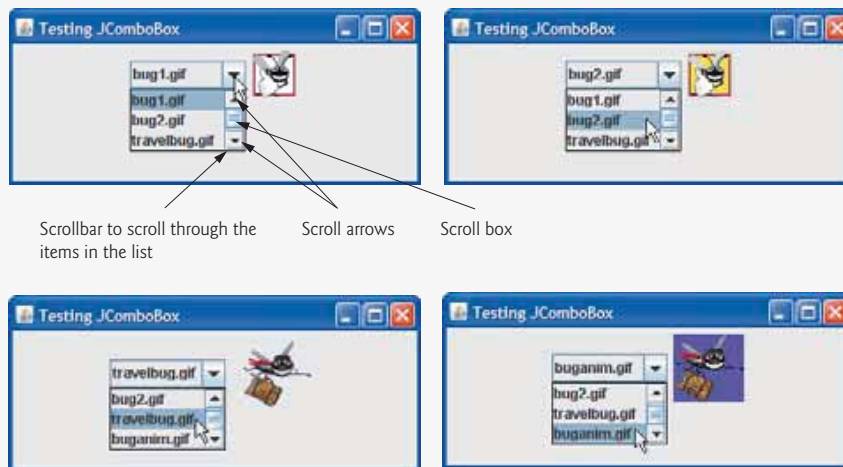 Testing JComboBox
bug1.gif
bug1.gif
bug2.gif
travelbug.gif
Testing JComboBox
bug2.gif
bug1.gif
bug2.gif
travelbug.gif
Scrollbar to scroll through the
items in the list
Scroll arrows
Scroll box
Testing JComboBox
travelbug.gif
bug2.gif
travelbug.gif
buganim.gif
Testing JComboBox
buganim.gif
bug2.gif
travelbug.gif
buganim.gif